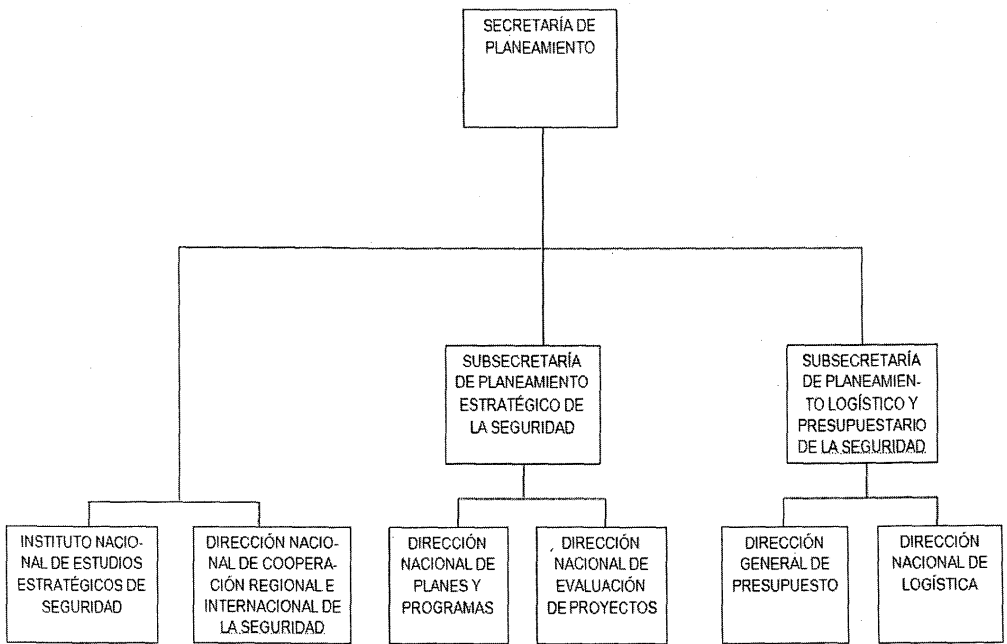 SECRETARÍA DE
PLANEAMIENTO
SUBSECRETARÍA
DE PLANEAMIENTO
ESTRATÉGICO DE
LA SEGURIDAD
SUBSECRETARÍA
DE PLANEAMIEN-
TO LOGÍSTICO Y
PRESUPUESTARIO
DE LA SEGURIDAD
INSTITUTO NACIO-
NAL DE ESTUDIOS
ESTRATÉGICOS DE
SEGURIDAD
DIRECCIÓN NACIO-
NAL DE COOPERA-
CIÓN REGIONAL E
INTERNACIONAL DE
LA SEGURIDAD
DIRECCIÓN
NACIONAL DE
PLANES Y
PROGRAMAS
DIRECCIÓN
NACIONAL DE
EVALUACIÓN
DE PROYECTOS
DIRECCIÓN
GENERAL DE
PRESUPUESTO
DIRECCIÓN
NACIONAL DE
LOGÍSTICA